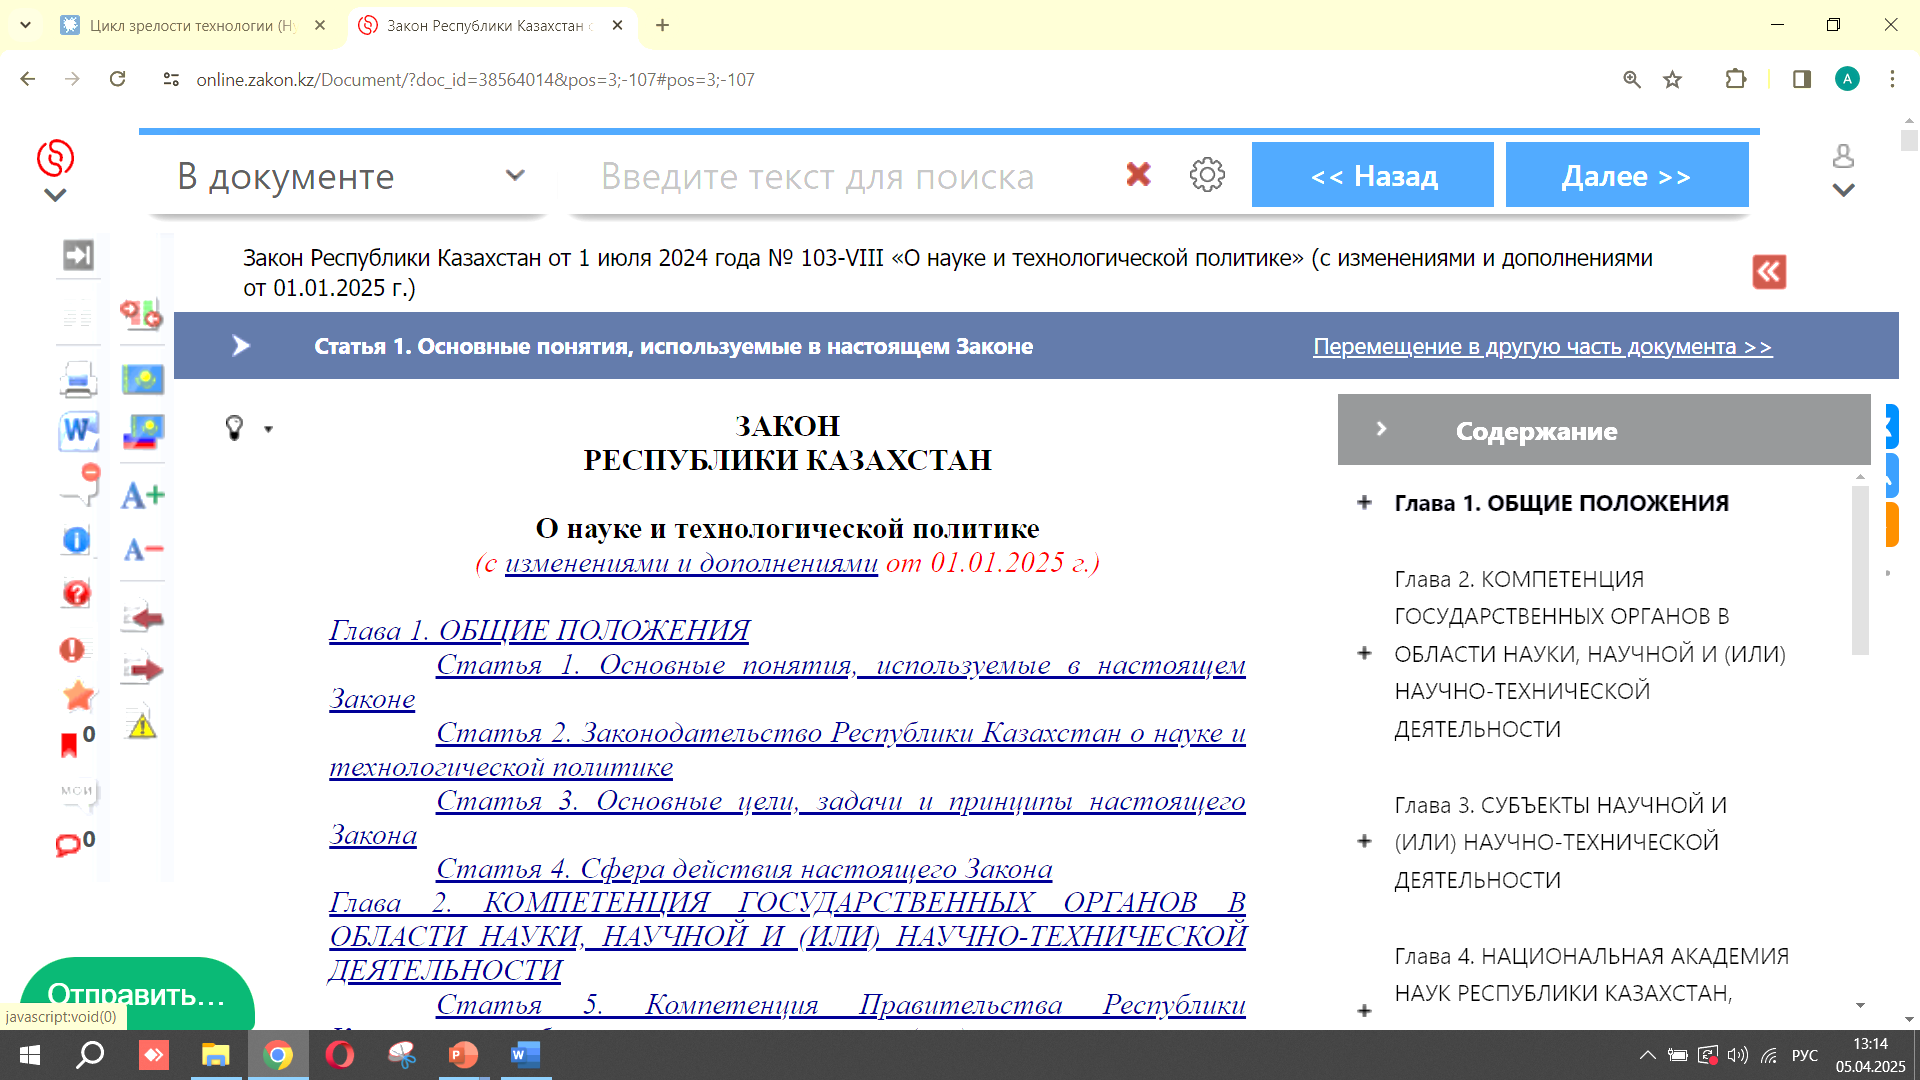 Цикл зрелости технологии (Hy
Закон Республики Казахстан о
online.zakon.kz/Document/?doc_id=38564014&pos=3;-107#pos=3;-107
A
В документе
Введите текст для поиска
<< Назад
Далее >>
Закон Республики Казахстан от 1 июля 2024 года № 103-VIII «О науке и технологической политике» (с изменениями и дополнениями
от 01.01.2025 г.)
Статья 1. Основные понятия, используемые в настоящем Законе
Перемещение в другую часть документа >>
ЗАКОН
РЕСПУБЛИКИ КАЗАХСТАН
О науке и технологической политике
(с изменениями и дополнениями от 01.01.2025 г.)
Глава 1. ОБЩИЕ ПОЛОЖЕНИЯ
Статья 1. Основные понятия, используемые в настоящем
Законе
Статья 2. Законодательство Республики Казахстан о науке и
технологической политике
Статья 3. Основные цели, задачи и принципы настоящего
Закона
Статья 4. Сфера действия настоящего Закона
Глава 2. КОМПЕТЕНЦИЯ ГОСУДАРСТВЕННЫХ ОРГАНОВ В
ОБЛАСТИ НАУКИ, НАУЧНОЙ И (ИЛИ) НАУЧНО-ТЕХНИЧЕСКОЙ
ДЕЯТЕЛЬНОСТИ
Статья 5. Компетенция Правительства Республики
Содержание
Глава 1. ОБЩИЕ ПОЛОЖЕНИЯ
Глава 2. КОМПЕТЕНЦИЯ
ГОСУДАРСТВЕННЫХ ОРГАНОВ В
ОБЛАСТИ НАУКИ, НАУЧНОЙ И (ИЛИ)
НАУЧНО-ТЕХНИЧЕСКОЙ
ДЕЯТЕЛЬНОСТИ
Глава 3. СУБЪЕКТЫ НАУЧНОЙ И
(ИЛИ) НАУЧНО-ТЕХНИЧЕСКОЙ
ДЕЯТЕЛЬНОСТИ
Глава 4. НАЦИОНАЛЬНАЯ АКАДЕМИЯ
НАУК РЕСПУБЛИКИ КАЗАХСТАН,
W
A+
A−
0
МОИ
0
Отправить...
javascript:void(0)
P
W
РУС
13:14
05.04.2025